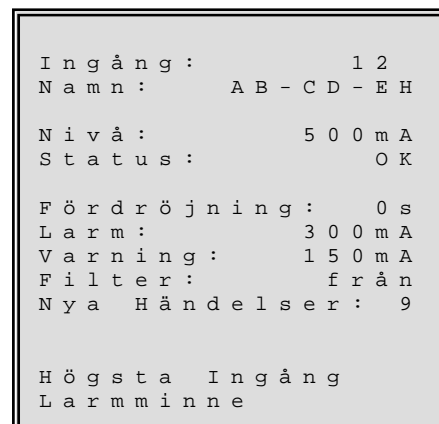 Ingång: 12
Namn: AB-CD-EH
Nivå: 500mA
Status: OK
Fördröjning: 0s
Larm: 300mA
Varning: 150mA
Filter: från
Nya Händelser: 9
Högsta Ingång
Larmminne